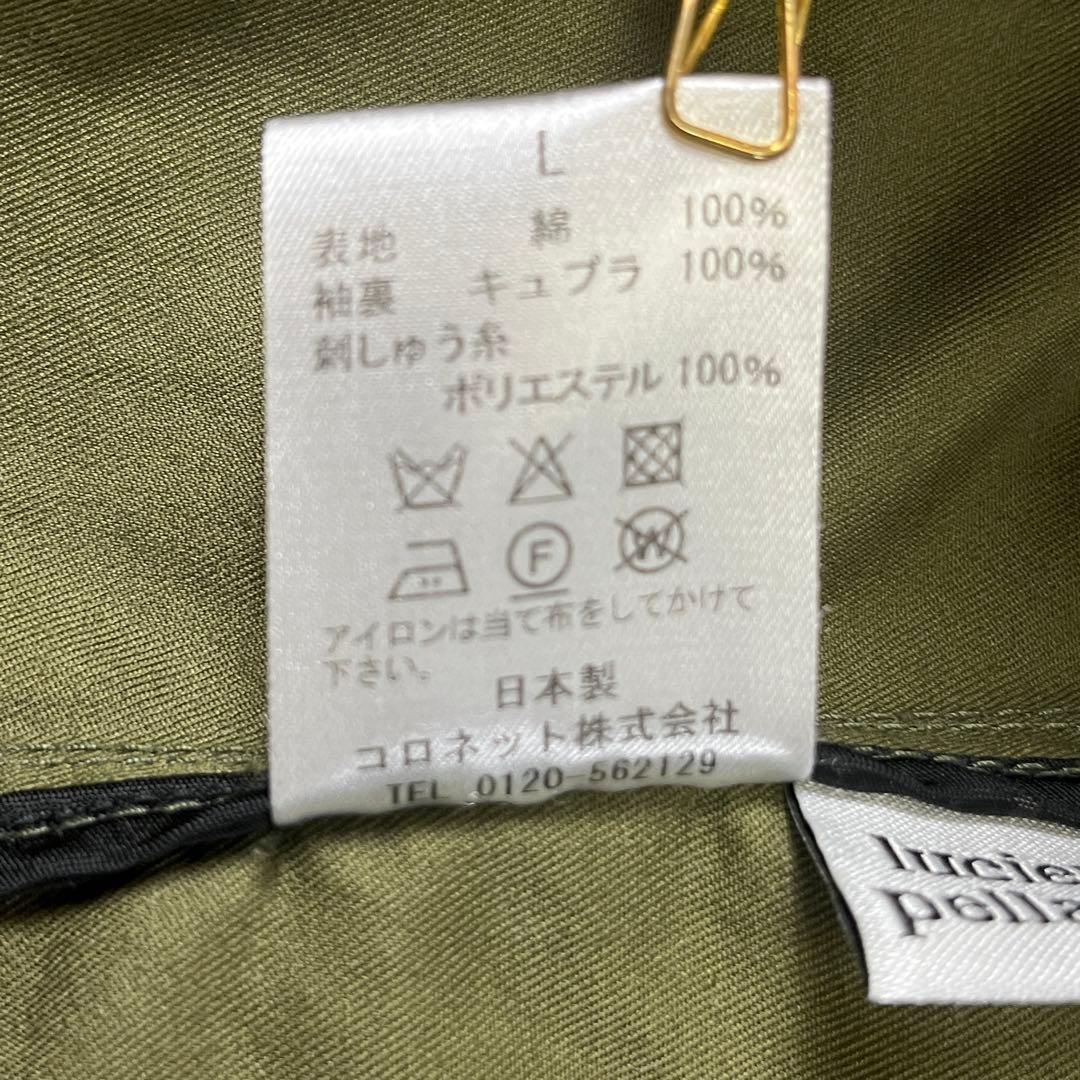 L
表地 綿 100%
袖裏 キュプラ 100%
刺しゅう糸
ポリエステル 100%
F
W
アイロンは当て布をしてかけて
下さい。
日本製
コロネット株式会社
TEL 0120-562129
lucie
pella